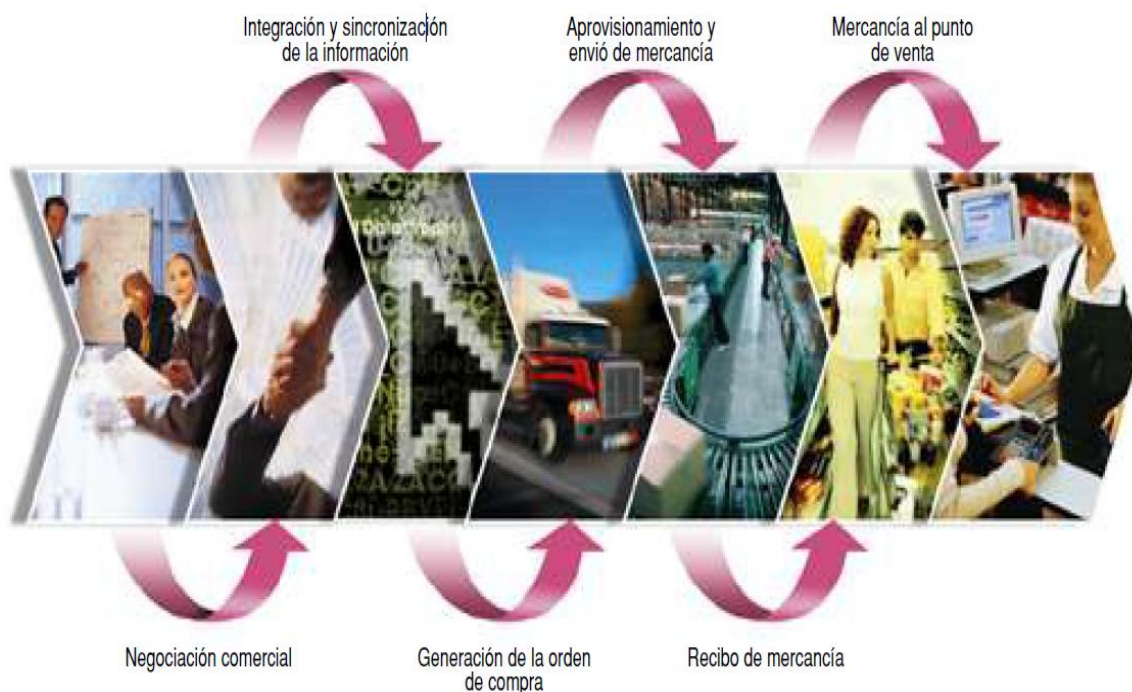 Integración y sincronización
de la información
Aprovisionamiento y
envió de mercancía
Mercancía al punto
de venta
Negociación comercial
Generación de la orden
de compra
Recibo de mercancía